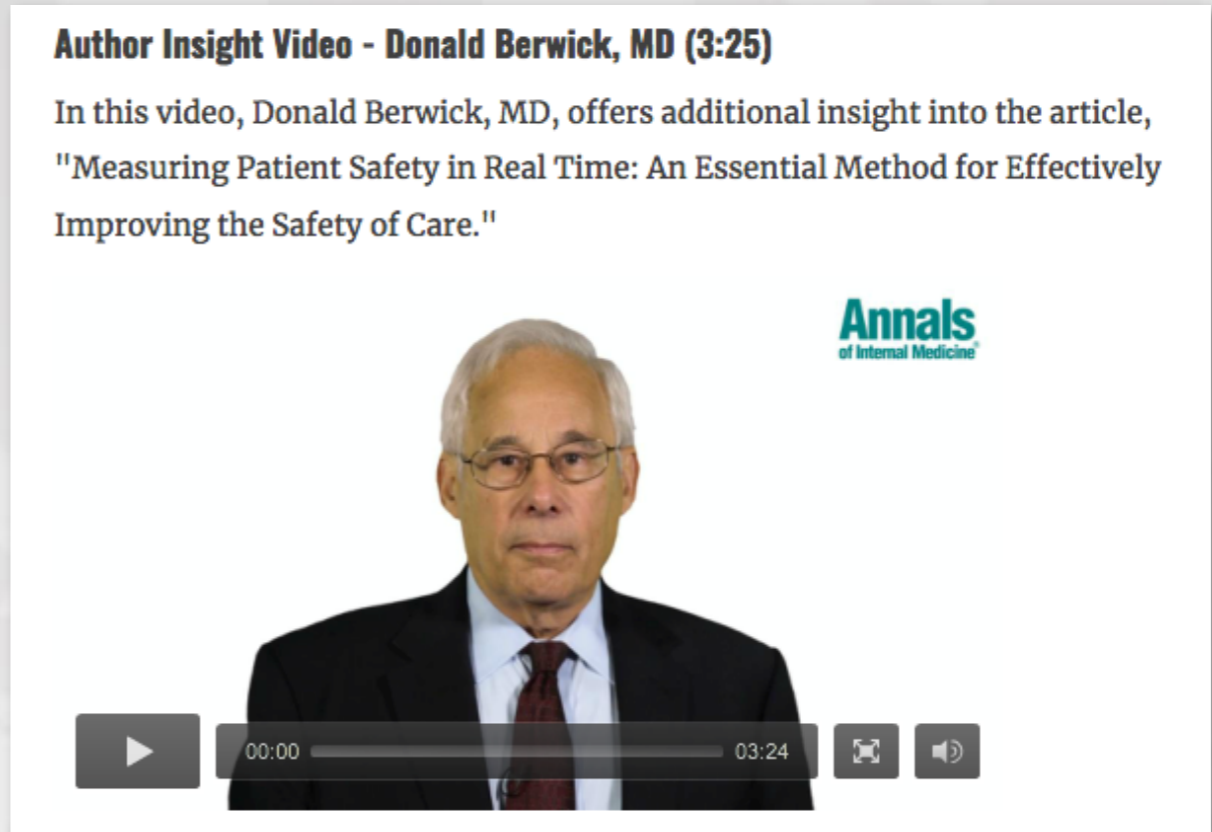 Author Insight Video - Donald Berwick, MD (3:25)
In this video, Donald Berwick, MD, offers additional insight into the article,
"Measuring Patient Safety in Real Time: An Essential Method for Effectively
Improving the Safety of Care."
Annals
of Internal Medicine®
00:00
03:24